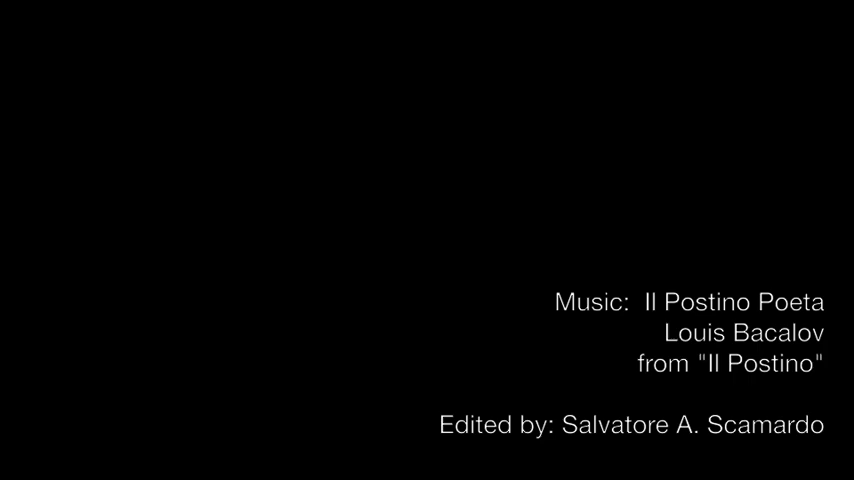 Music:  Il Postino Poeta
Louis Bacalov
from "Il Postino"
Edited by: Salvatore A. Scamardo